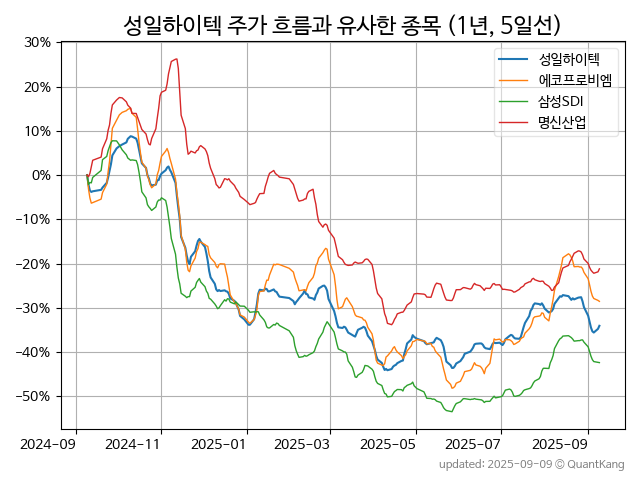 성일하이텍 주가 흐름과 유사한 종목 (1년, 5일선)
성일하이텍
에코프로비엠
삼성SDI
명신산업
30%
20%
10%
0%
−10%
−20%
−30%
−40%
−50%
2024-09 2024-11 2025-01 2025-03 2025-05 2025-07 2025-09
updated: 2025-09-09 © QuantKang